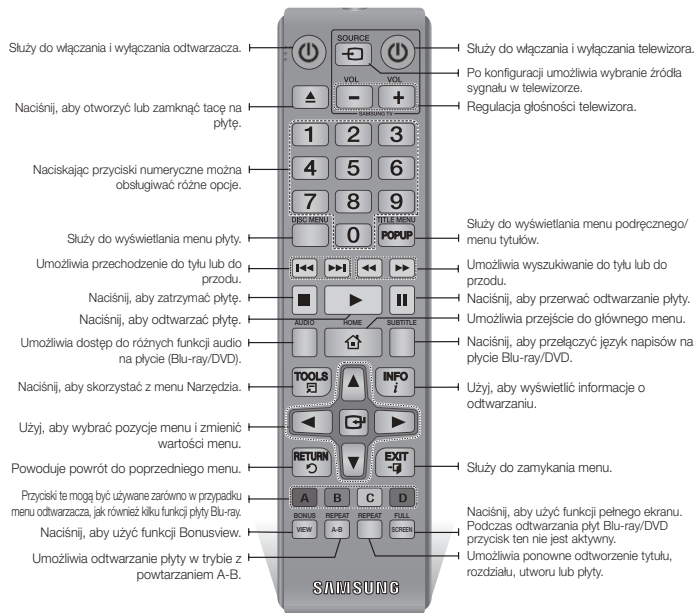 Służy do włączania i wyłączania odtwarzacza.
SOURCE
Służy do włączania i wyłączania telewizora.
Po konfiguracji umożliwia wybranie źródła
sygnału w telewizorze.
VOL
VOL
Regulacja głośności telewizora.
SAMSUNG TV
Naciśnij, aby otworzyć lub zamknąć tacę na
płytę.
1 2 3
Naciskając przyciski numeryczne można
obsługiwać różne opcje.
4 5 6
7 8 9
DISC MENU
TITLE MENU
0
POPUP
Służy do wyświetlania menu płyty.
Służy do wyświetlania menu podręcznego/
menu tytułów.
Umożliwia przechodzenie do tyłu lub do
przodu.
Umożliwia wyszukiwanie do tyłu lub do
przodu.
Naciśnij, aby zatrzymać płytę.
Naciśnij, aby przerwać odtwarzanie płyty.
Naciśnij, aby odtwarzać płytę.
Umożliwia przejście do głównego menu.
AUDIO
HOME
SUBTITLE
Umożliwia dostęp do różnych funkcji audio
na płycie (Blu-ray/DVD).
Naciśnij, aby przełączyć język napisów na
płycie Blu-ray/DVD.
TOOLS
INFO
i
Naciśnij, aby skorzystać z menu Narzędzia.
Użyj, aby wyświetlić informacje o
odtwarzaniu.
Użyj, aby wybrać pozycje menu i zmienić
wartości menu.
RETURN
EXIT
Powoduje powrót do poprzedniego menu.
Służy do zamykania menu.
Przyciski te mogą być używane zarówno w przypadku
menu odtwarzacza, jak również kilku funkcji płyty Blu-ray.
A B C D
BONUS
REPEAT
REPEAT
FULL
VIEW
A-B
SCREEN
Naciśnij, aby użyć funkcji Bonusview.
Naciśnij, aby użyć funkcji pełnego ekranu.
Podczas odtwarzania płyt Blu-ray/DVD
przycisk ten nie jest aktywny.
Umożliwia odtwarzanie płyty w trybie z
powtarzaniem A-B.
Umożliwia ponowne odtworzenie tytułu,
rozdziału, utworu lub płyty.
SAMSUNG